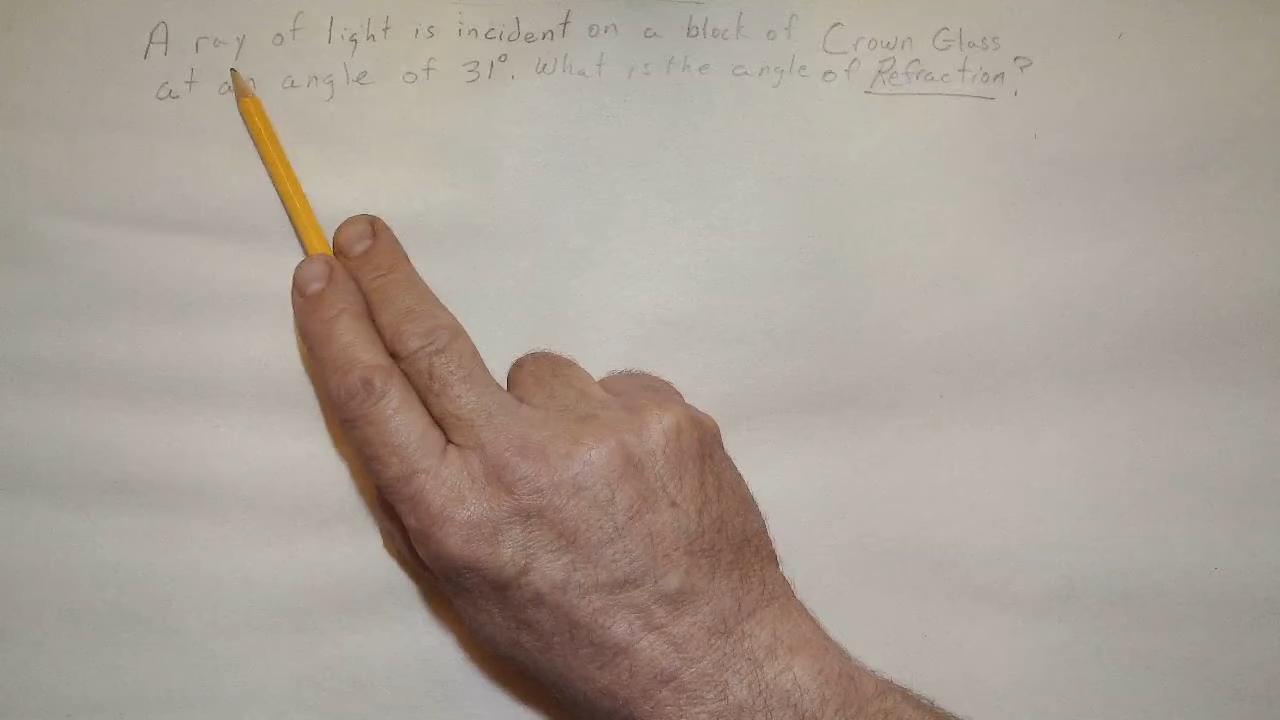 A ray of light is incident on a block of Crown Glass
at an angle of 31°. What is the angle of Refraction?